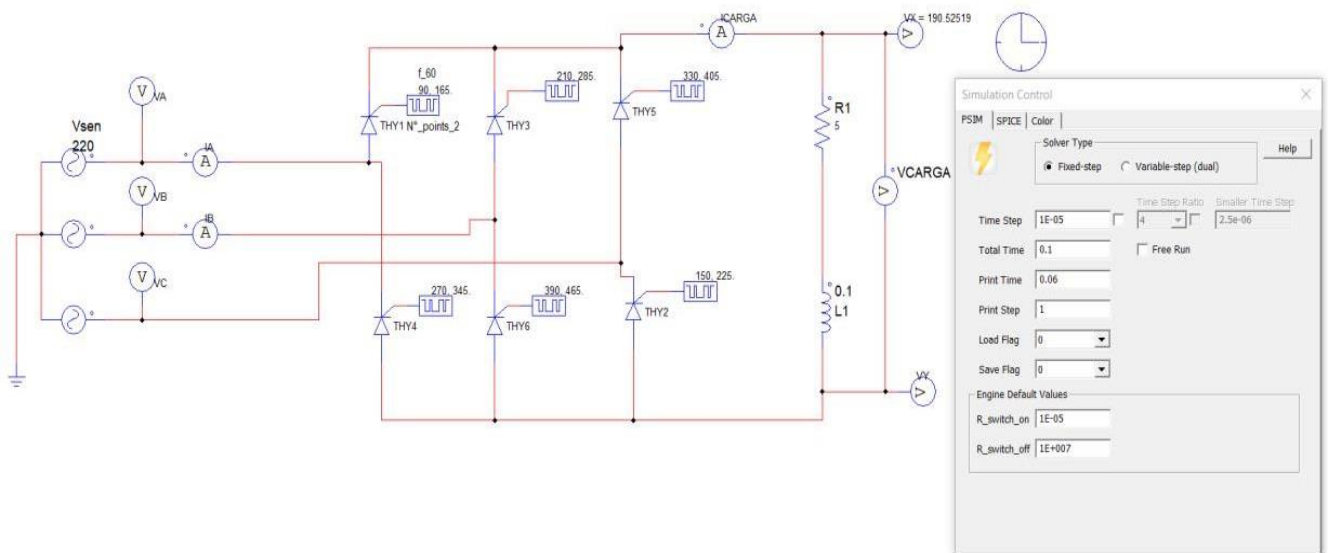 ICARGA
A
VX = 190.52519
V
f_60
90, 165.
THY1
N°_points_2
210, 285.
THY3
330, 405.
THY5
V
VA
Vsen
220
IA
A
V
VB
IB
A
V
VC
R1
5
VCARGA
V
270, 345.
THY4
390, 465.
THY6
150, 225.
THY2
0.1
L1
VY
V
Simulation Control
PSIM
SPICE
Color
Solver Type
Fixed-step
Variable-step (dual)
Help
Time Step 1E-05
Time Step Ratio
4
Smaller Time Step
2.5e-06
Total Time 0.1
Free Run
Print Time 0.06
Print Step 1
Load Flag 0
Save Flag 0
Engine Default Values
R_switch_on 1E-05
R_switch_off 1E+007